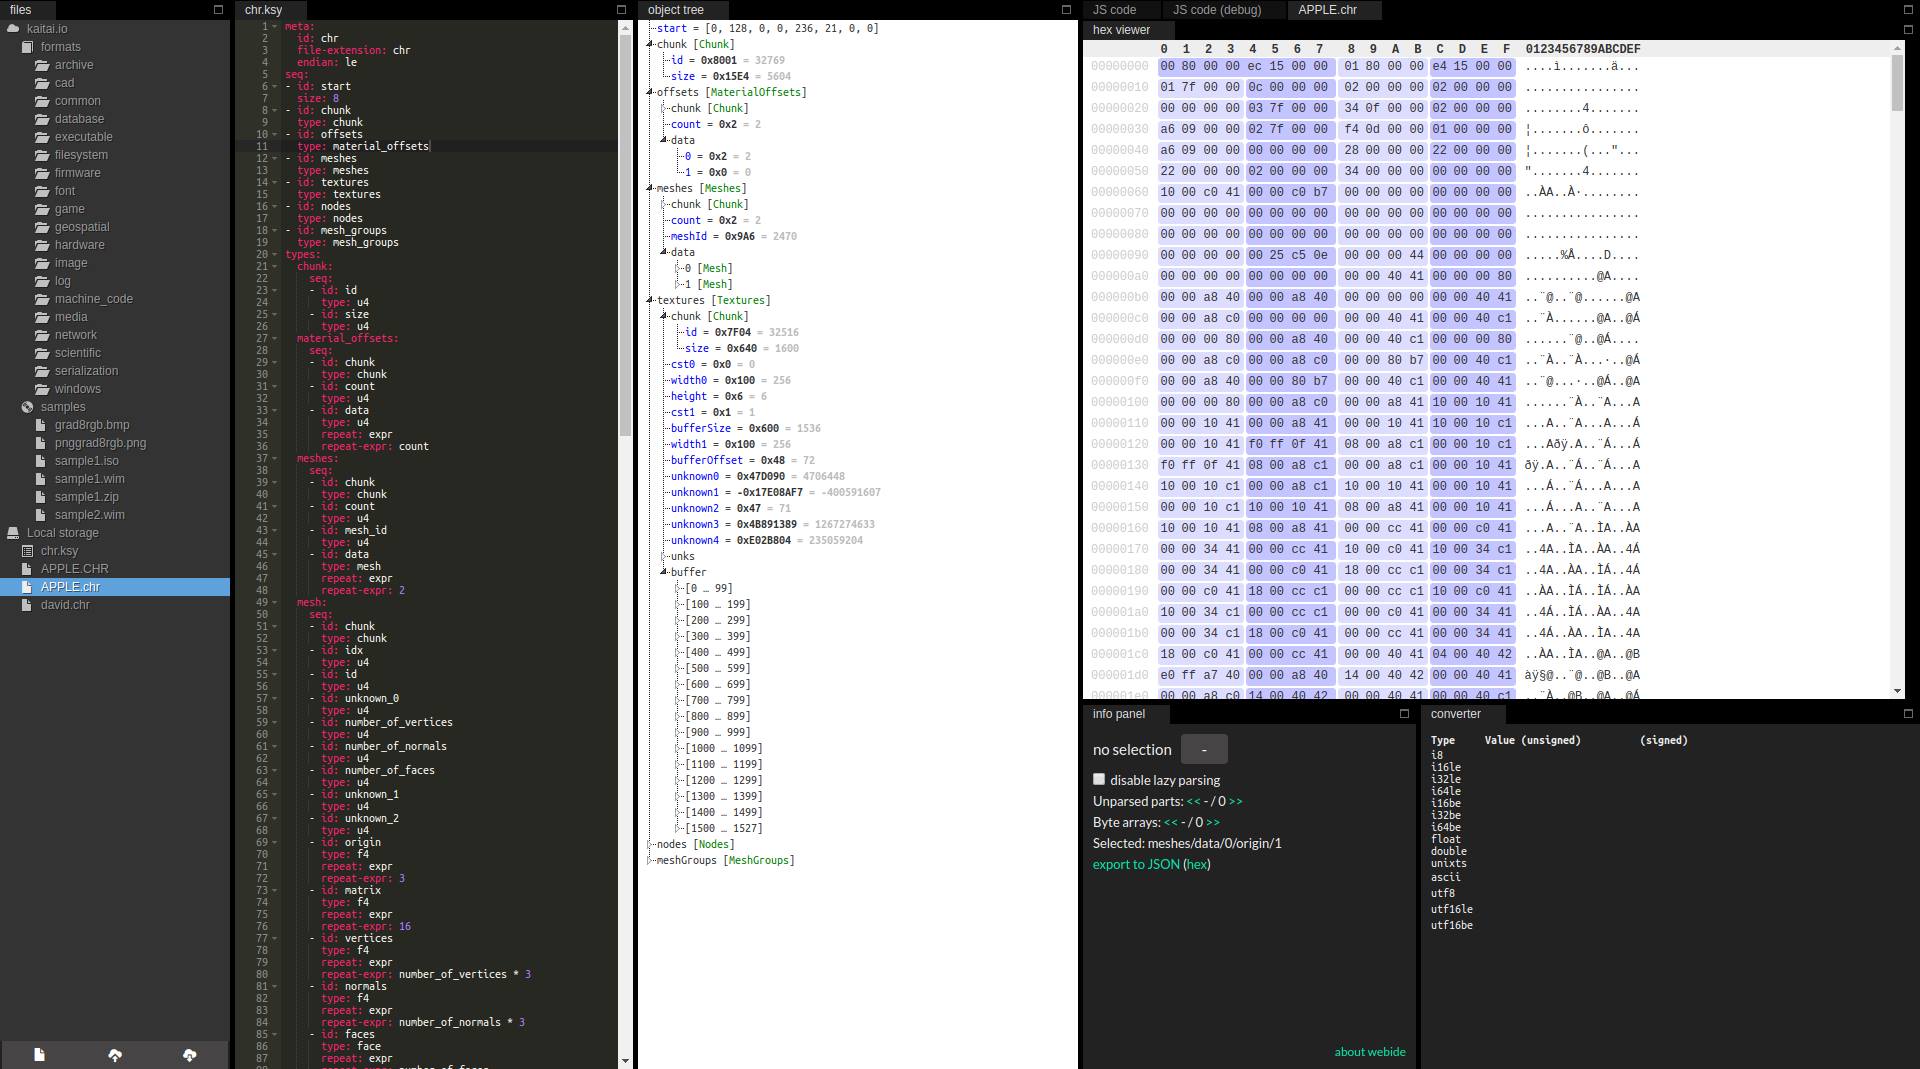 files
kaitai.io
formats
archive
cad
common
database
executable
filesystem
firmware
font
game
geospatial
hardware
image
log
machine_code
media
network
scientific
serialization
windows
samples
grad8rgb.bmp
pnggrad8rgb.png
sample1.iso
sample1.wim
sample1.zip
sample2.wim
Local storage
chr.ksy
APPLE.CHR
APPLE.chr
david.chr
chr.ksy
1 meta:
2 id: chr
3 file-extension: chr
4 endian: le
5 seq:
6 - id: start
7 size: 8
8 - id: chunk
9 type: chunk
10 - id: offsets
11 type: material_offsets
12 - id: meshes
13 type: meshes
14 - id: textures
15 type: textures
16 - id: nodes
17 type: nodes
18 - id: mesh_groups
19 type: mesh_groups
20 types:
21 chunk:
22 seq:
23 - id: id
24 type: u4
25 - id: size
26 type: u4
27 material_offsets:
28 seq:
29 - id: chunk
30 type: chunk
31 - id: count
32 type: u4
33 - id: data
34 type: u4
35 repeat: expr
36 repeat-expr: count
37 meshes:
38 seq:
39 - id: chunk
40 type: chunk
41 - id: count
42 type: u4
43 - id: mesh_id
44 type: u4
45 - id: data
46 type: mesh
47 repeat: expr
48 repeat-expr: 2
49 mesh:
50 seq:
51 - id: chunk
52 type: chunk
53 - id: idx
54 type: u4
55 - id: id
56 type: u4
57 - id: unknown_0
58 type: u4
59 - id: number_of_vertices
60 type: u4
61 - id: number_of_normals
62 type: u4
63 - id: number_of_faces
64 type: u4
65 - id: unknown_1
66 type: u4
67 - id: unknown_2
68 type: u4
69 - id: origin
70 type: f4
71 repeat: expr
72 repeat-expr: 3
73 - id: matrix
74 type: f4
75 repeat: expr
76 repeat-expr: 16
77 - id: vertices
78 type: f4
79 repeat: expr
80 repeat-expr: number_of_vertices * 3
81 - id: normals
82 type: f4
83 repeat: expr
84 repeat-expr: number_of_normals * 3
85 - id: faces
86 type: face
87 repeat: expr
object tree
start = [0, 128, 0, 0, 236, 21, 0, 0]
chunk [Chunk]
id = 0x8001 = 32769
size = 0x15E4 = 5604
offsets [MaterialOffsets]
chunk [Chunk]
count = 0x2 = 2
data
0 = 0x2 = 2
1 = 0x0 = 0
meshes [Meshes]
chunk [Chunk]
count = 0x2 = 2
meshId = 0x9A6 = 2470
data
0 [Mesh]
1 [Mesh]
textures [Textures]
chunk [Chunk]
id = 0x7F04 = 32516
size = 0x640 = 1600
cst0 = 0x0 = 0
width0 = 0x100 = 256
height = 0x6 = 6
cst1 = 0x1 = 1
bufferSize = 0x600 = 1536
width1 = 0x100 = 256
bufferOffset = 0x48 = 72
unknown0 = 0x47D090 = 4706448
unknown1 = -0x17E08AF7 = -400591607
unknown2 = 0x47 = 71
unknown3 = 0x4B891389 = 1267274633
unknown4 = 0xE02B804 = 235059204
unks
buffer
[0 … 99]
[100 … 199]
[200 … 299]
[300 … 399]
[400 … 499]
[500 … 599]
[600 … 699]
[700 … 799]
[800 … 899]
[900 … 999]
[1000 … 1099]
[1100 … 1199]
[1200 … 1299]
[1300 … 1399]
[1400 … 1499]
[1500 … 1527]
nodes [Nodes]
meshGroups [MeshGroups]
JS code JS code (debug) APPLE.chr
hex viewer
0 1 2 3 4 5 6 7 8 9 A B C D E F 0123456789ABCDEF
00000000 00 80 00 00 ec 15 00 00 01 80 00 00 e4 15 00 00 ....ì.......ä...
00000010 01 7f 00 00 0c 00 00 00 02 00 00 00 02 00 00 00 ................
00000020 00 00 00 00 03 7f 00 00 34 0f 00 00 02 00 00 00 ........4.......
00000030 a6 09 00 00 02 7f 00 00 f4 0d 00 00 01 00 00 00 ¦.......ô.......
00000040 a6 09 00 00 00 00 00 00 28 00 00 00 22 00 00 00 ¦.......(..."...
00000050 22 00 00 00 02 00 00 00 34 00 00 00 00 00 00 00 ".......4.......
00000060 10 00 c0 41 00 00 c0 b7 00 00 00 00 00 00 00 00 ..ÀA..À·........
00000070 00 00 00 00 00 00 00 00 00 00 00 00 00 00 00 00 ................
00000080 00 00 00 00 00 00 00 00 00 00 00 00 00 00 00 00 ................
00000090 00 00 00 00 00 25 c5 0e 00 00 00 44 00 00 00 00 .....%Å....D....
000000a0 00 00 00 00 00 00 00 00 00 00 40 41 00 00 00 80 ..........@A....
000000b0 00 00 a8 40 00 00 a8 40 00 00 00 00 00 00 40 41 ..¨@..¨@......@A
000000c0 00 00 a8 c0 00 00 00 00 00 00 40 41 00 00 40 c1 ..¨À......@A..@Á
000000d0 00 00 00 80 00 00 a8 40 00 00 40 c1 00 00 00 80 ......¨@..@Á....
000000e0 00 00 a8 c0 00 00 a8 c0 00 00 80 b7 00 00 40 c1 ..¨À..¨À...·..@Á
000000f0 00 00 a8 40 00 00 80 b7 00 00 40 c1 00 00 40 41 ..¨@...·..@Á..@A
00000100 00 00 00 80 00 00 a8 c0 00 00 a8 41 10 00 10 41 ......¨À..¨A...A
00000110 00 00 10 41 00 00 a8 41 00 00 10 41 10 00 10 c1 ...A..¨A...A...Á
00000120 00 00 10 41 f0 ff 0f 41 08 00 a8 c1 00 00 10 c1 ...Aðÿ.A..¨Á...Á
00000130 f0 ff 0f 41 08 00 a8 c1 00 00 a8 c1 00 00 10 41 ðÿ.A..¨Á..¨Á...A
00000140 10 00 10 c1 00 00 a8 c1 10 00 10 41 00 00 10 41 ...Á..¨Á...A...A
00000150 00 00 10 c1 10 00 10 41 08 00 a8 41 00 00 10 41 ...Á...A..¨A...A
00000160 10 00 10 41 08 00 a8 41 00 00 cc 41 00 00 c0 41 ...A..¨A..ÌA..ÀA
00000170 00 00 34 41 00 00 cc 41 10 00 c0 41 10 00 34 c1 ..4A..ÌA..ÀA..4Á
00000180 00 00 34 41 00 00 c0 41 18 00 cc c1 00 00 34 c1 ..4A..ÀA..ÌÁ..4Á
00000190 00 00 c0 41 18 00 cc c1 00 00 cc c1 10 00 c0 41 ..ÀA..ÌÁ..ÌÁ..ÀA
000001a0 10 00 34 c1 00 00 cc c1 00 00 c0 41 00 00 34 41 ..4Á..ÌÁ..ÀA..4A
000001b0 00 00 34 c1 18 00 c0 41 00 00 cc 41 00 00 34 41 ..4Á..ÀA..ÌA..4A
000001c0 18 00 c0 41 00 00 cc 41 00 00 40 41 04 00 40 42 ..ÀA..ÌA..@A..@B
000001d0 e0 ff a7 40 00 00 a8 40 14 00 40 42 00 00 40 41 àÿ§@..¨@..@B..@A
000001e0 00 00 a8 c0 14 00 40 42 00 00 40 41 00 00 40 c1 ..¨À..@B..@A..@Á
info panel
no selection -
disable lazy parsing
Unparsed parts: << - / 0 >>
Byte arrays: << - / 0 >>
Selected: meshes/data/0/origin/1
export to JSON (hex)
about webide
converter
Type Value (unsigned) (signed)
i8
i16le
i32le
i64le
i16be
i32be
i64be
float
double
unixts
ascii
utf8
utf16le
utf16be